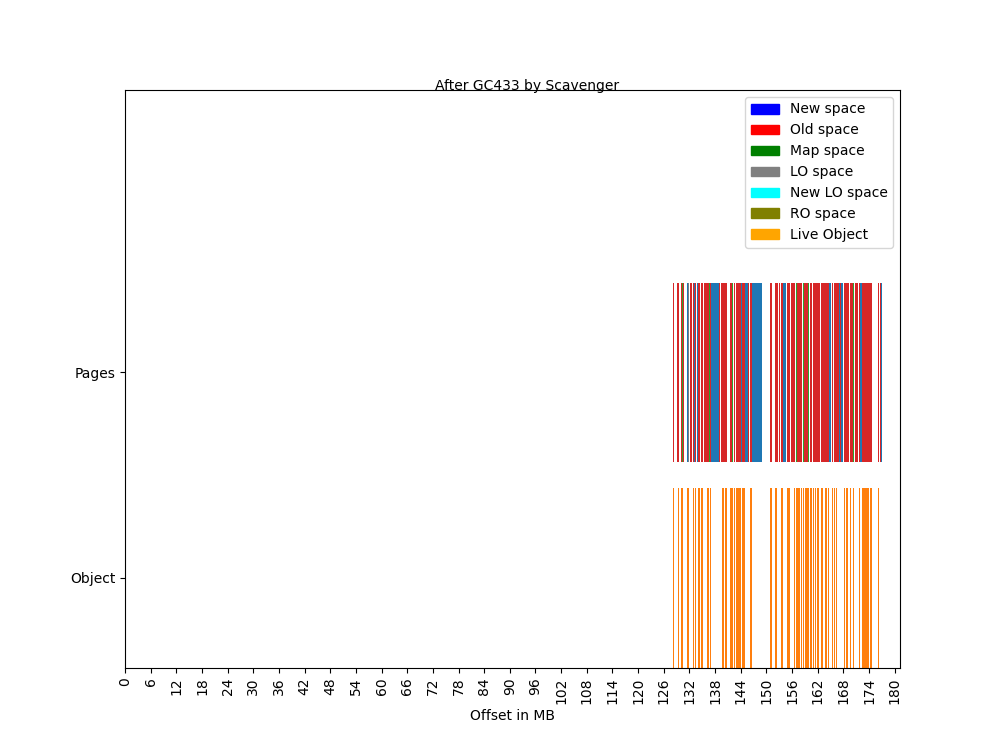 After GC433 by Scavenger
New space
Old space
Map space
LO space
New LO space
RO space
Live Object
Pages
Object
0 6 12 18 24 30 36 42 48 54 60 66 72 78 84 90 96 102 108 114 120 126 132 138 144 150 156 162 168 174 180
Offset in MB